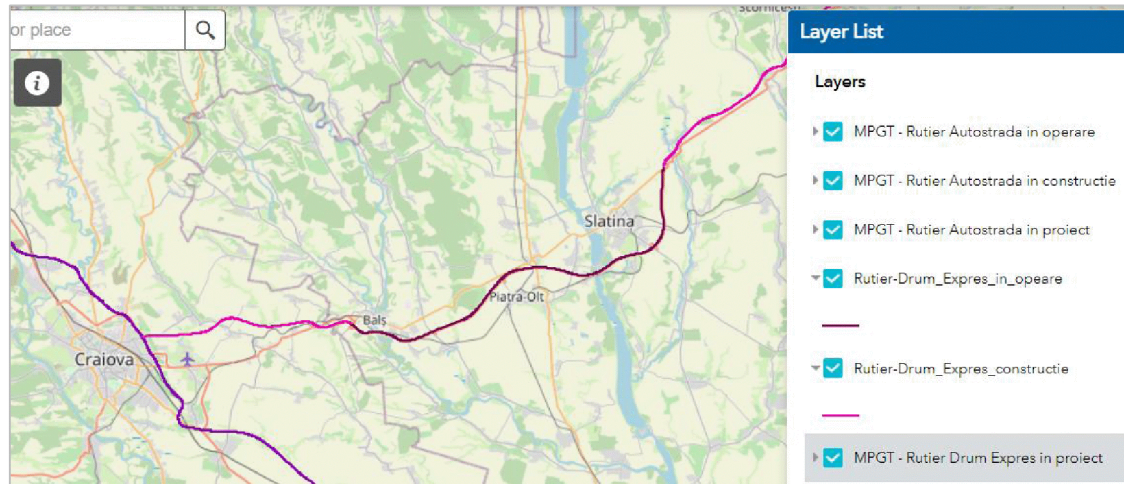 or place
Scornicești
Slatina
Piatra-Olt
Balș
Craiova
Layer List
Layers
MPGT - Rutier Autostrada in operare
MPGT - Rutier Autostrada in constructie
MPGT - Rutier Autostrada in proiect
Rutier-Drum_Expres_in_opeare
Rutier-Drum_Expres_constructie
MPGT - Rutier Drum Expres in proiect